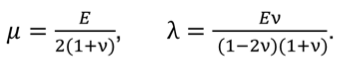 μ = E / 2(1+ν), λ = Eν / (1−2ν)(1+ν).